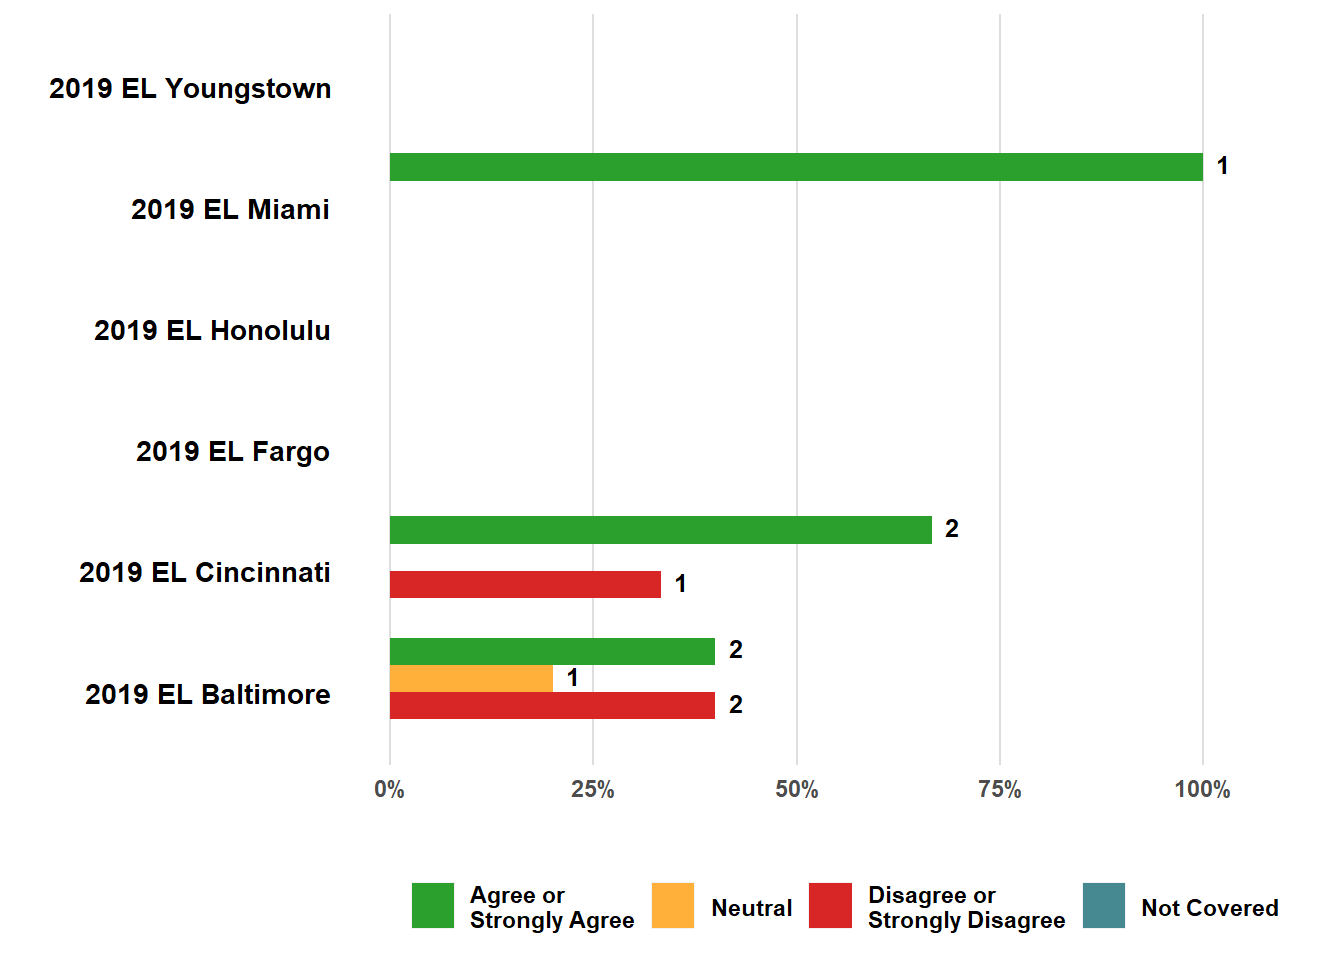 2019 EL Youngstown
1
2019 EL Miami
2019 EL Honolulu
2019 EL Fargo
2
2019 EL Cincinnati
1
2
1
2019 EL Baltimore
2
0%
25%
50%
75%
100%
Agree or
Strongly Agree
Neutral
Disagree or
Strongly Disagree
Not Covered